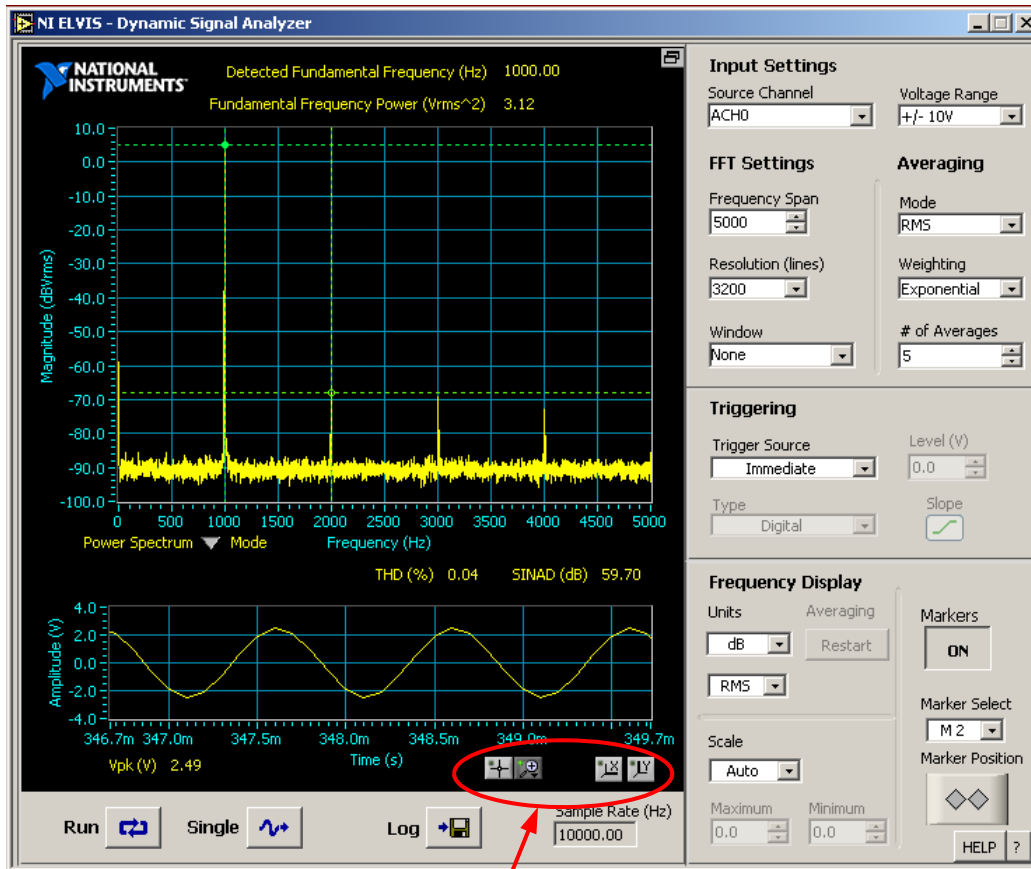 NI ELVIS - Dynamic Signal Analyzer
NATIONAL
INSTRUMENTS
Detected Fundamental Frequency (Hz) 1000.00
Fundamental Frequency Power (Vrms^2) 3.12
Magnitude (dBVrms)
10.0
0.0
-10.0
-20.0
-30.0
-40.0
-50.0
-60.0
-70.0
-80.0
-90.0
-100.0
0 500 1000 1500 2000 2500 3000 3500 4000 4500 5000
Power Spectrum Mode
Frequency (Hz)
THD (%) 0.04 SINAD (dB) 59.70
Amplitude (V)
4.0
2.0
0.0
-2.0
-4.0
346.7m 347.0m 347.5m 348.0m 348.5m 349.0m 349.7m
Time (s)
Vpk (V) 2.49
X Y
Run
Single
Log
Sample Rate (Hz)
10000.00
Input Settings
Source Channel
ACH0
Voltage Range
+/- 10V
FFT Settings
Frequency Span
5000
Resolution (lines)
3200
Window
None
Averaging
Mode
RMS
Weighting
Exponential
# of Averages
5
Triggering
Trigger Source
Immediate
Level (V)
0.0
Type
Digital
Slope
Frequency Display
Units
dB
RMS
Averaging
Restart
Markers
ON
Marker Select
M 2
Marker Position
Scale
Auto
Maximum
0.0
Minimum
0.0
HELP ?